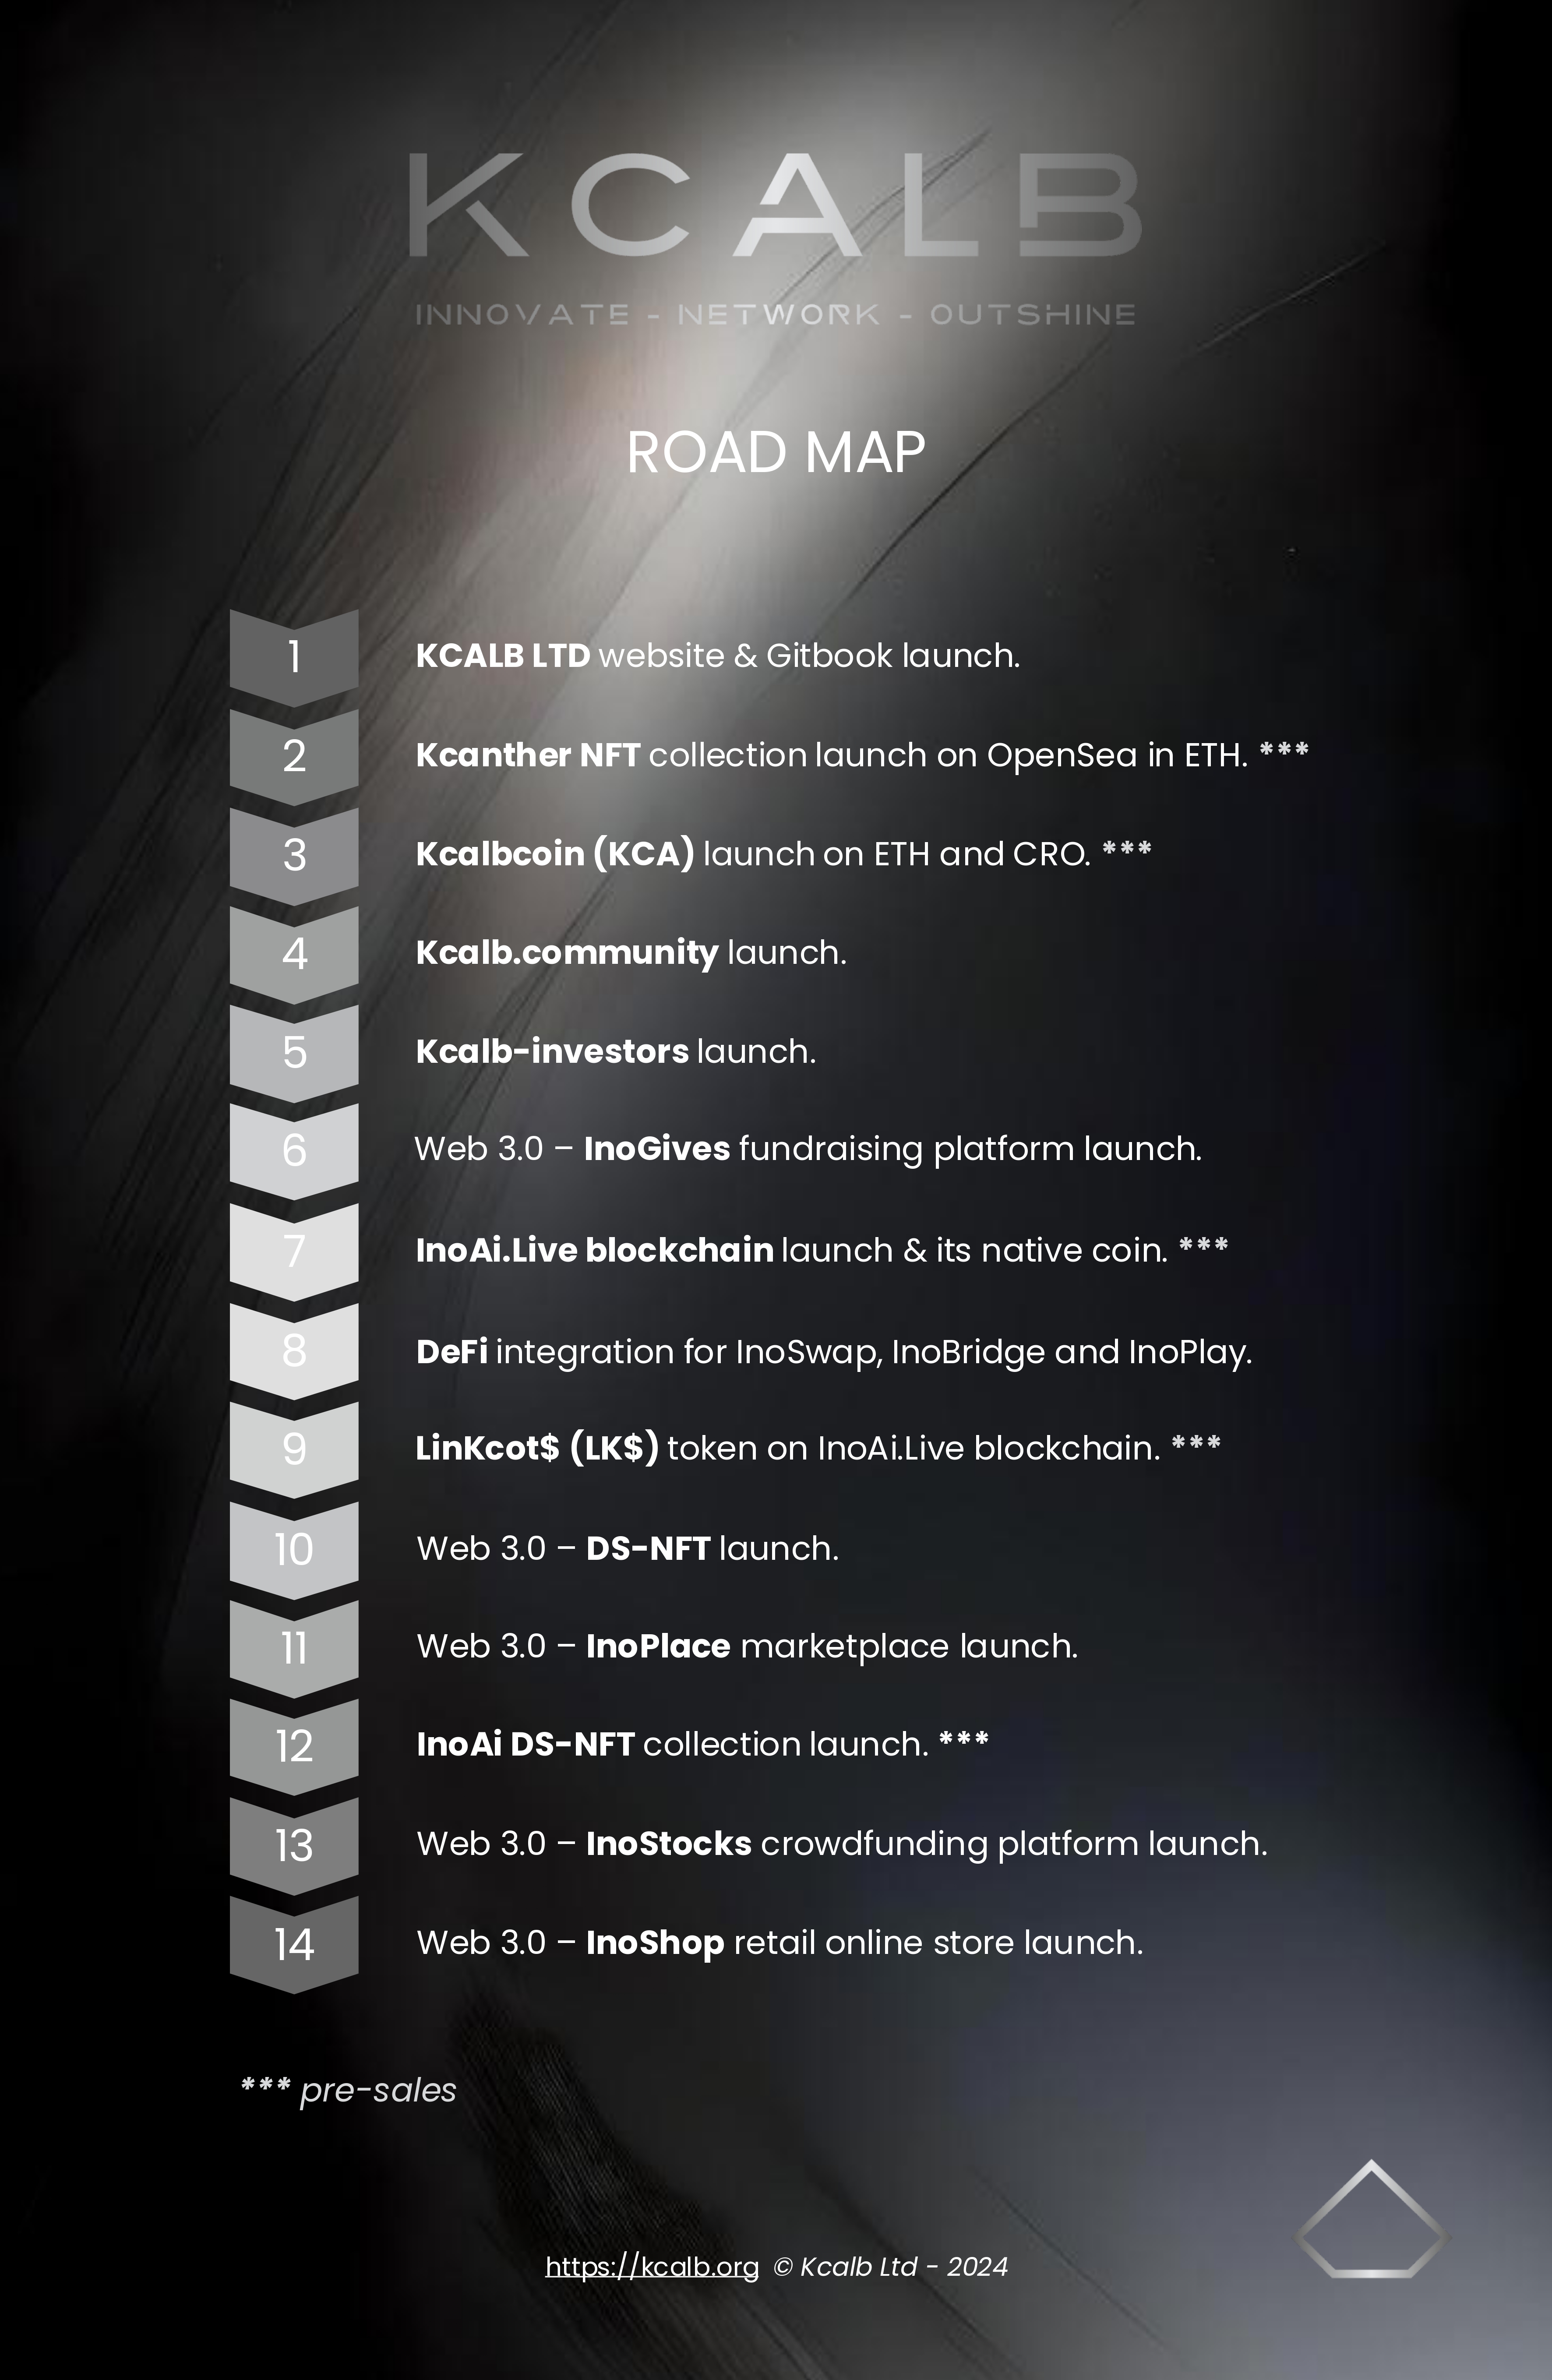 KCALB
INNOVATE - NETWORK - OUTSHINE
ROAD MAP
1 KCALB LTD website & Gitbook launch.
2 Kcanther NFT collection launch on OpenSea in ETH. ***
3 Kcalbcoin (KCA) launch on ETH and CRO. ***
4 Kcalb.community launch.
5 Kcalb-investors launch.
6 Web 3.0 – InoGives fundraising platform launch.
7 InoAi.Live blockchain launch & its native coin. ***
8 DeFi integration for InoSwap, InoBridge and InoPlay.
9 LinKcot$ (LK$) token on InoAi.Live blockchain. ***
10 Web 3.0 – DS-NFT launch.
11 Web 3.0 – InoPlace marketplace launch.
12 InoAi DS-NFT collection launch. ***
13 Web 3.0 – InoStocks crowdfunding platform launch.
14 Web 3.0 – InoShop retail online store launch.
*** pre-sales
https://kcalb.org © Kcalb Ltd - 2024